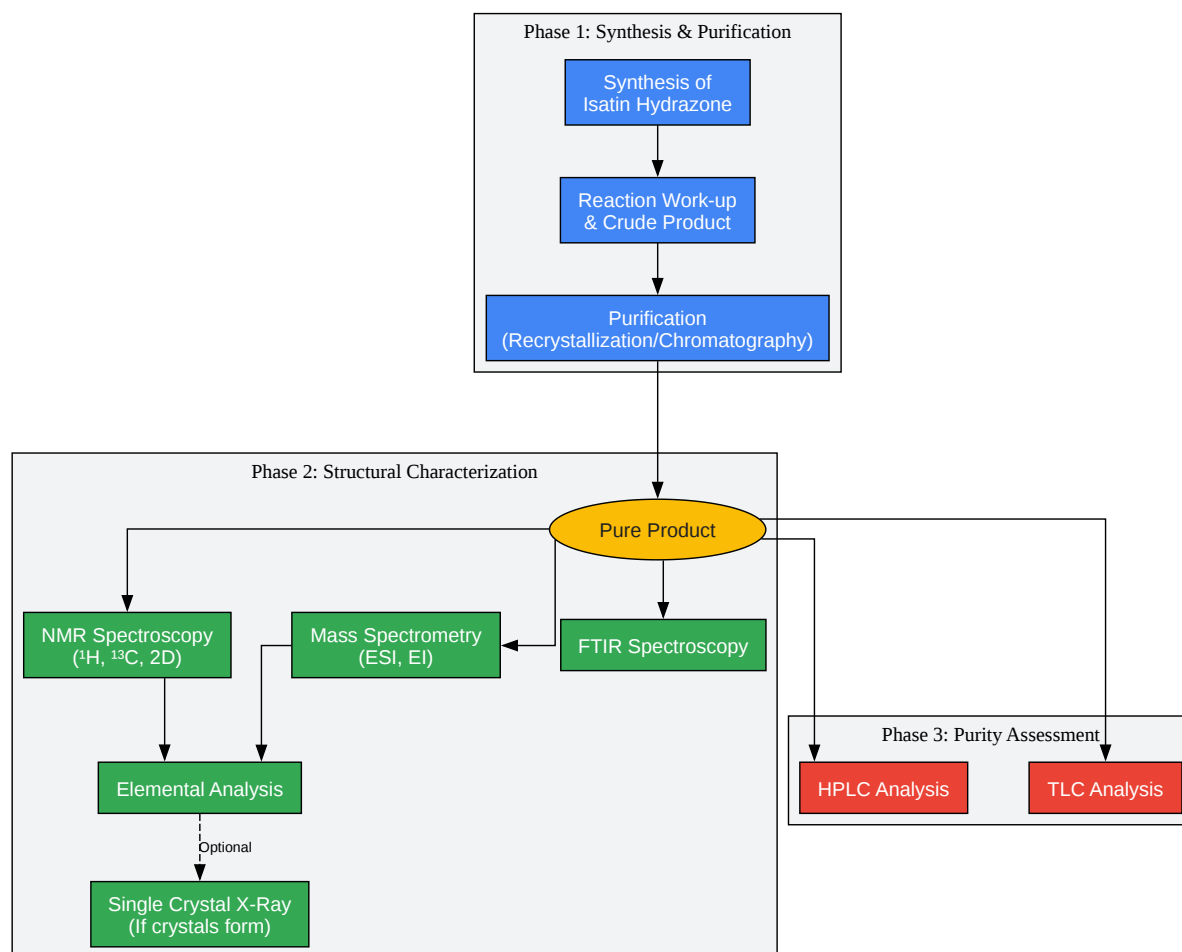 Phase 1: Synthesis & Purification
Synthesis of
Isatin Hydrazone
Reaction Work-up
& Crude Product
Purification
(Recrystallization/Chromatography)
Phase 2: Structural Characterization
Pure Product
NMR Spectroscopy
(¹H, ¹³C, 2D)
Mass Spectrometry
(ESI, EI)
FTIR Spectroscopy
Phase 3: Purity Assessment
Elemental Analysis
HPLC Analysis
TLC Analysis
Optional
Single Crystal X-Ray
(If crystals form)